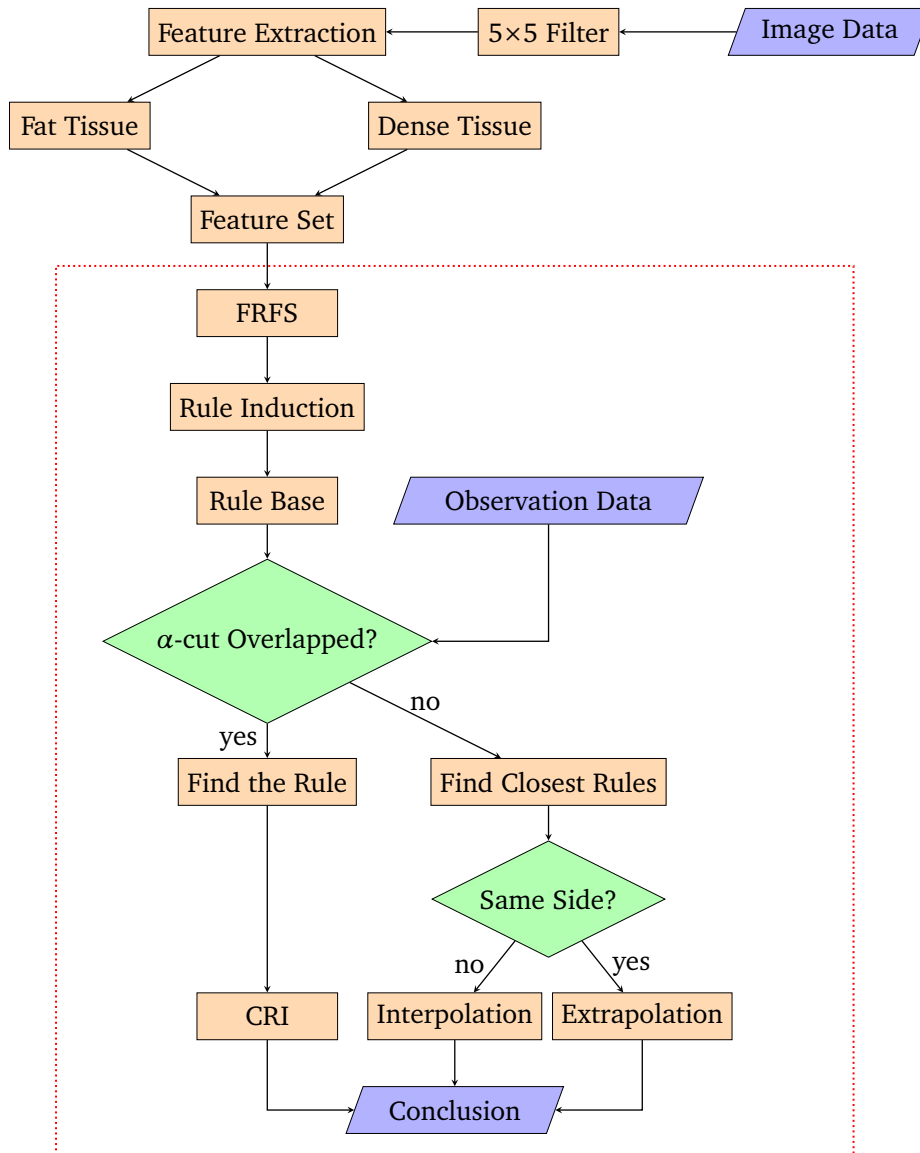 Feature Extraction
5×5 Filter
Image Data
Fat Tissue
Dense Tissue
Feature Set
FRFS
Rule Induction
Rule Base
Observation Data
α-cut Overlapped?
no
yes
Find the Rule
Find Closest Rules
Same Side?
no
yes
CRI
Interpolation
Extrapolation
Conclusion